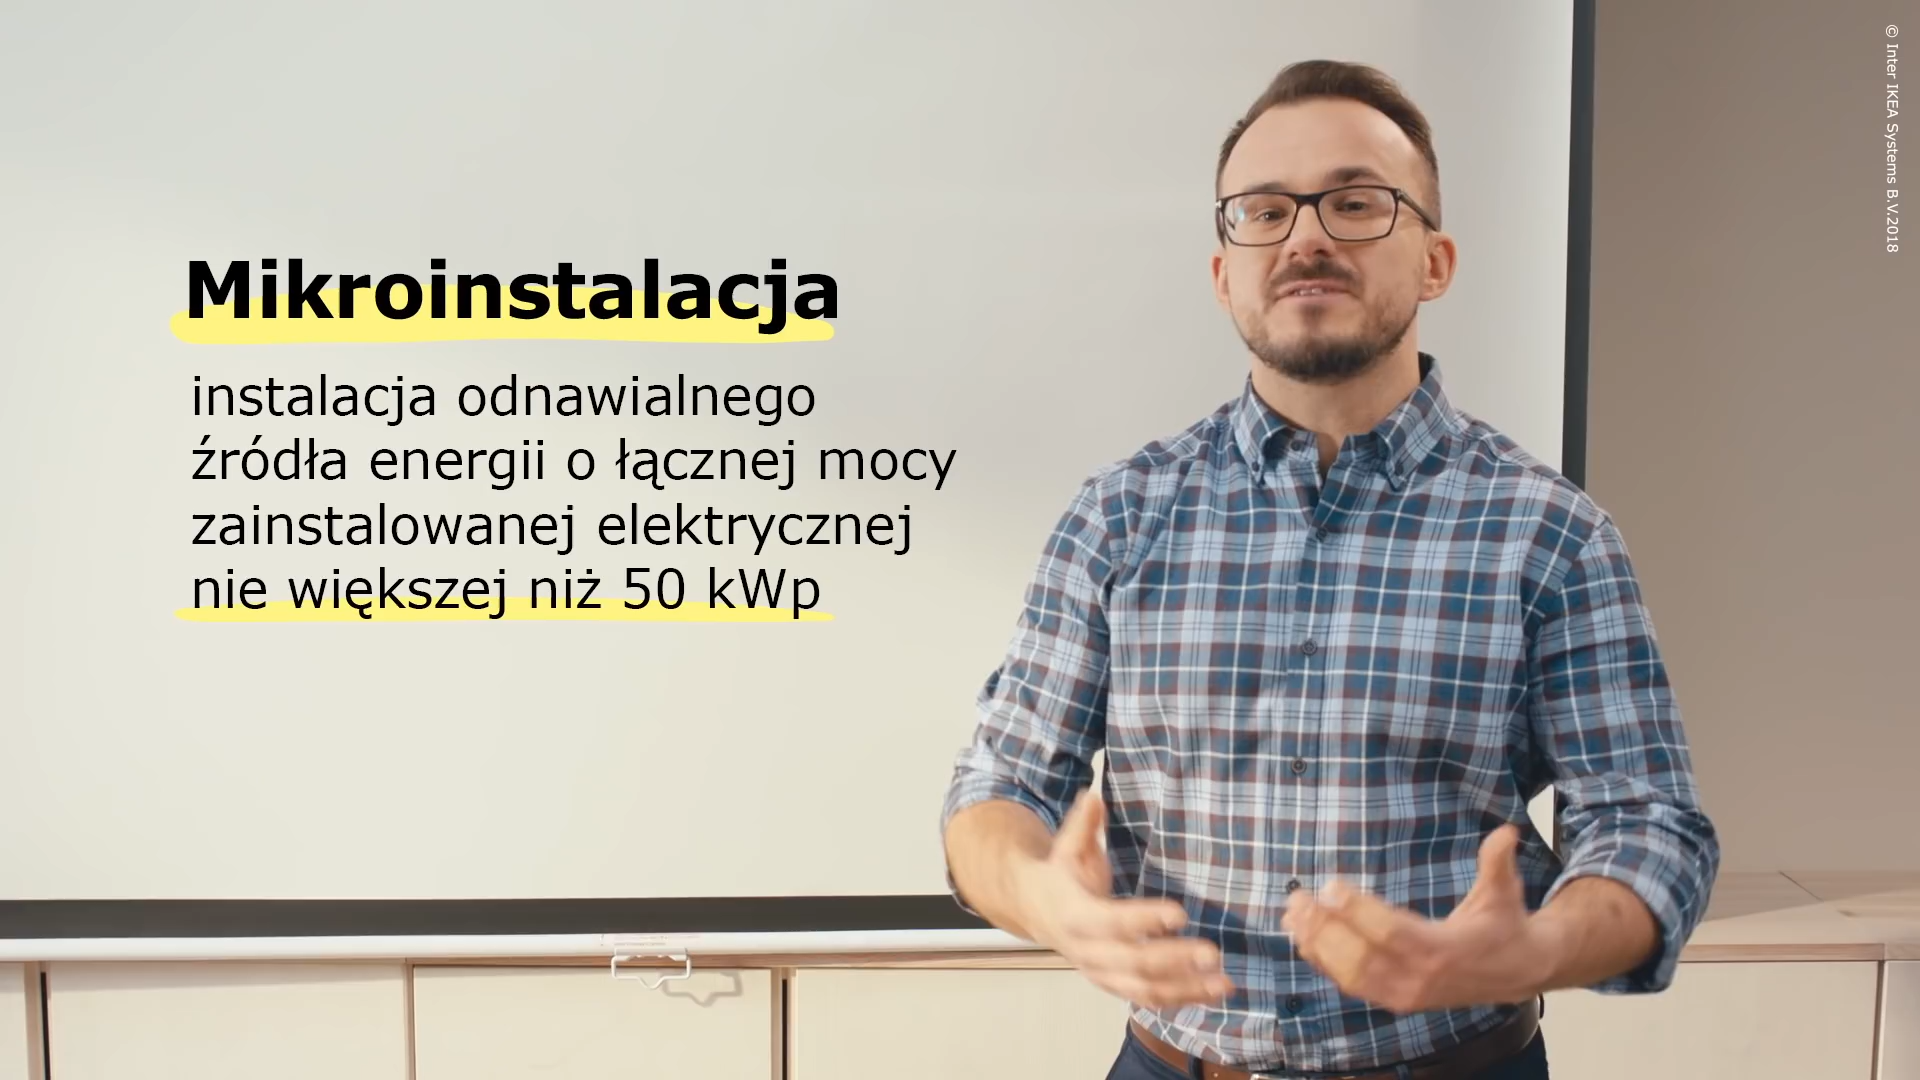 Mikroinstalacja
instalacja odnawialnego
źródła energii o łącznej mocy
zainstalowanej elektrycznej
nie większej niż 50 kWp
© Inter IKEA Systems B.V.2018